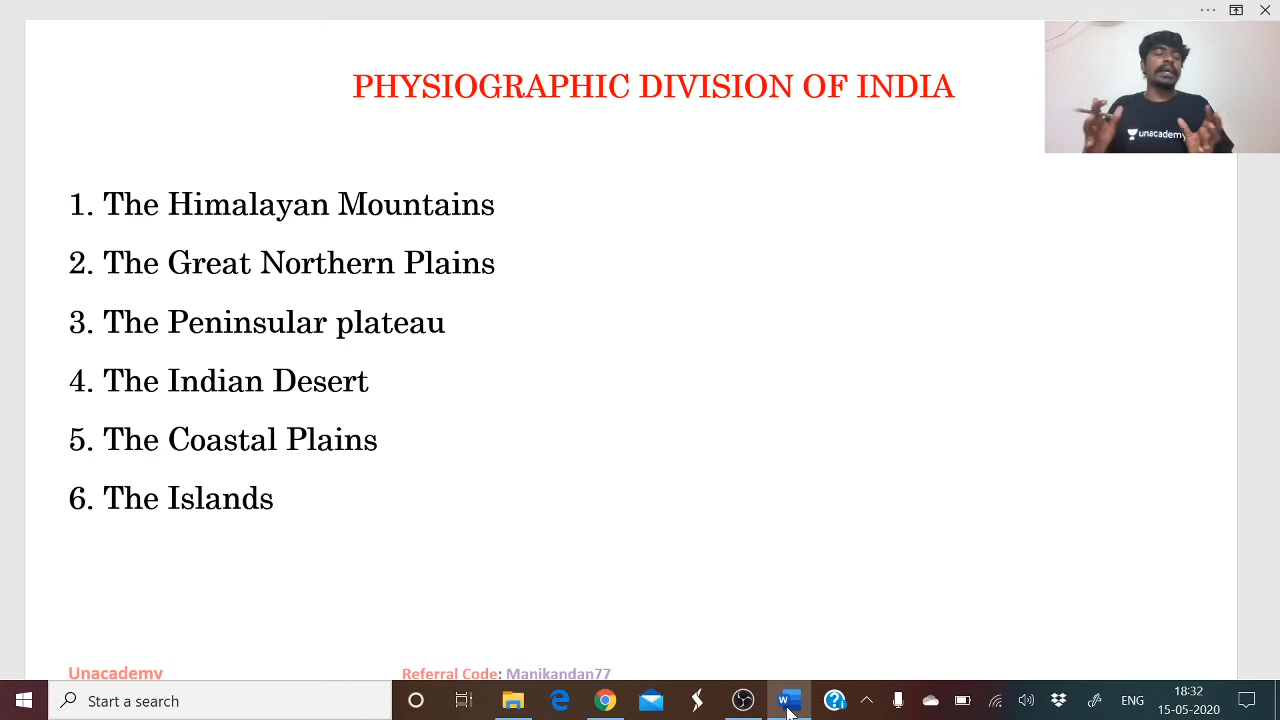 PHYSIOGRAPHIC DIVISION OF INDIA
unacademy
1. The Himalayan Mountains
2. The Great Northern Plains
3. The Peninsular plateau
4. The Indian Desert
5. The Coastal Plains
6. The Islands
Unacademy
Referral Code: Manikandan77
Start a search
ENG
18:32
15-05-2020